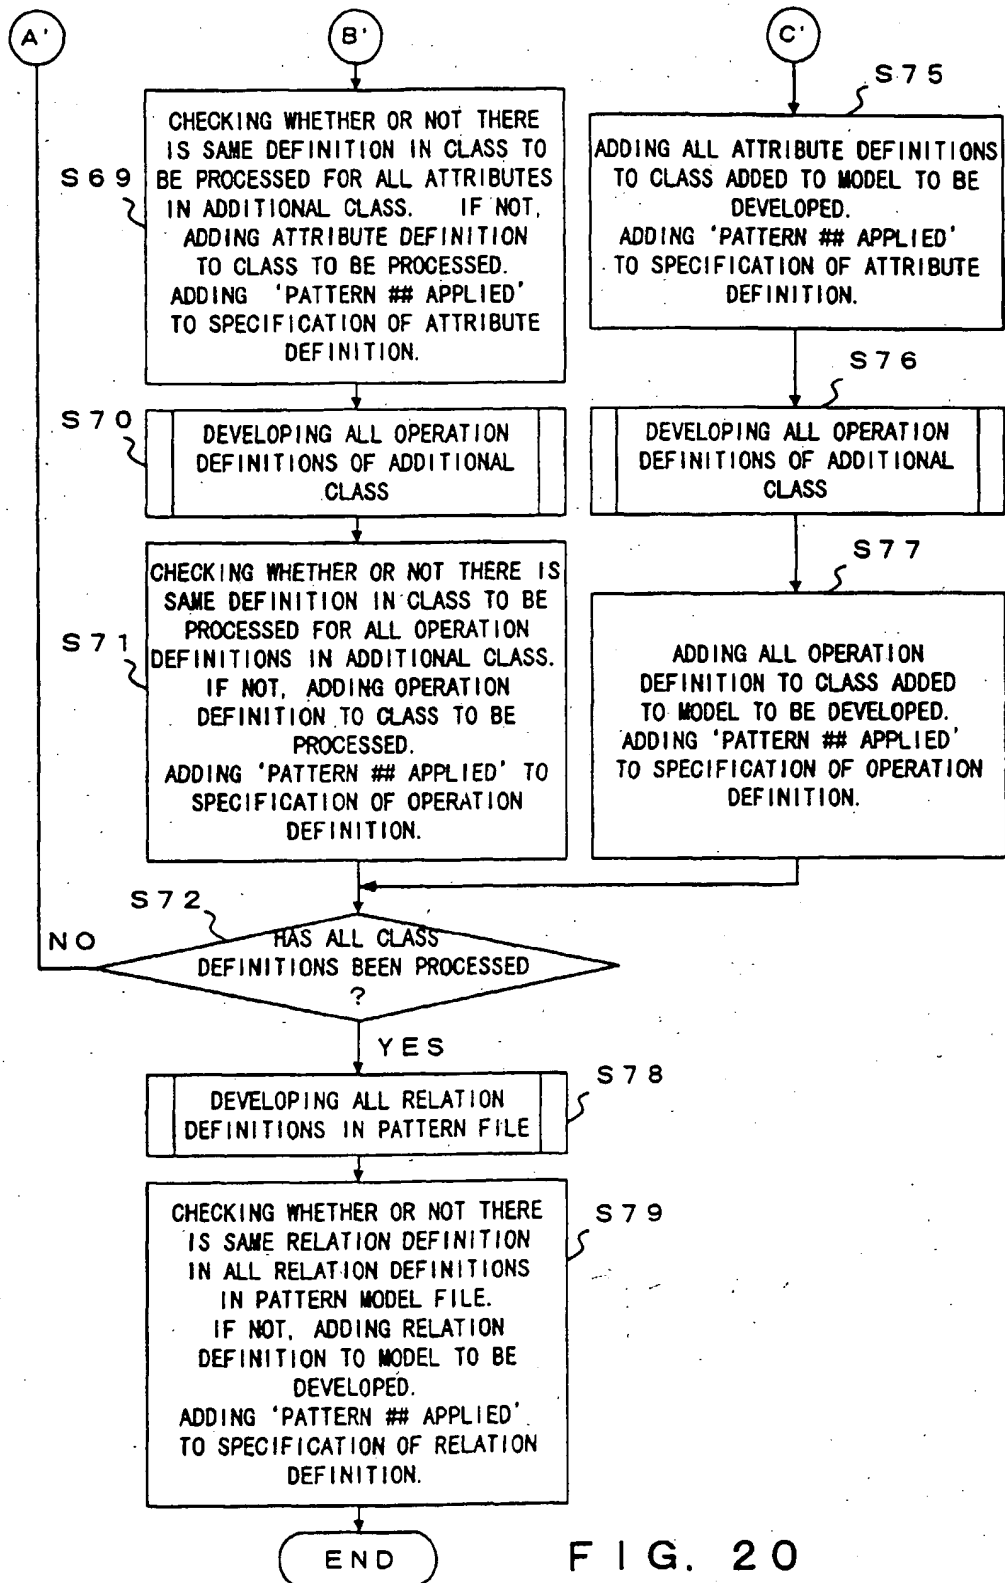 A'
B'
C'
S69
CHECKING WHETHER OR NOT THERE
IS SAME DEFINITION IN CLASS TO
BE PROCESSED FOR ALL ATTRIBUTES
IN ADDITIONAL CLASS. IF NOT,
ADDING ATTRIBUTE DEFINITION
TO CLASS TO BE PROCESSED.
ADDING 'PATTERN ## APPLIED'
TO SPECIFICATION OF ATTRIBUTE
DEFINITION.
S70
DEVELOPING ALL OPERATION
DEFINITIONS OF ADDITIONAL
CLASS
S71
CHECKING WHETHER OR NOT THERE IS
SAME DEFINITION IN CLASS TO BE
PROCESSED FOR ALL OPERATION
DEFINITIONS IN ADDITIONAL CLASS.
IF NOT, ADDING OPERATION
DEFINITION TO CLASS TO BE
PROCESSED.
ADDING 'PATTERN ## APPLIED' TO
SPECIFICATION OF OPERATION
DEFINITION.
S75
ADDING ALL ATTRIBUTE DEFINITIONS
TO CLASS ADDED TO MODEL TO BE
DEVELOPED.
ADDING 'PATTERN ## APPLIED'
TO SPECIFICATION OF ATTRIBUTE
DEFINITION.
S76
DEVELOPING ALL OPERATION
DEFINITIONS OF ADDITIONAL
CLASS
S77
ADDING ALL OPERATION
DEFINITION TO CLASS ADDED
TO MODEL TO BE DEVELOPED.
ADDING 'PATTERN ## APPLIED'
TO SPECIFICATION OF OPERATION
DEFINITION.
S72
NO
HAS ALL CLASS
DEFINITIONS BEEN PROCESSED
?
YES
S78
DEVELOPING ALL RELATION
DEFINITIONS IN PATTERN FILE
S79
CHECKING WHETHER OR NOT THERE
IS SAME RELATION DEFINITION
IN ALL RELATION DEFINITIONS
IN PATTERN MODEL FILE.
IF NOT, ADDING RELATION
DEFINITION TO MODEL TO BE
DEVELOPED.
ADDING 'PATTERN ## APPLIED'
TO SPECIFICATION OF RELATION
DEFINITION.
END
FIG. 20